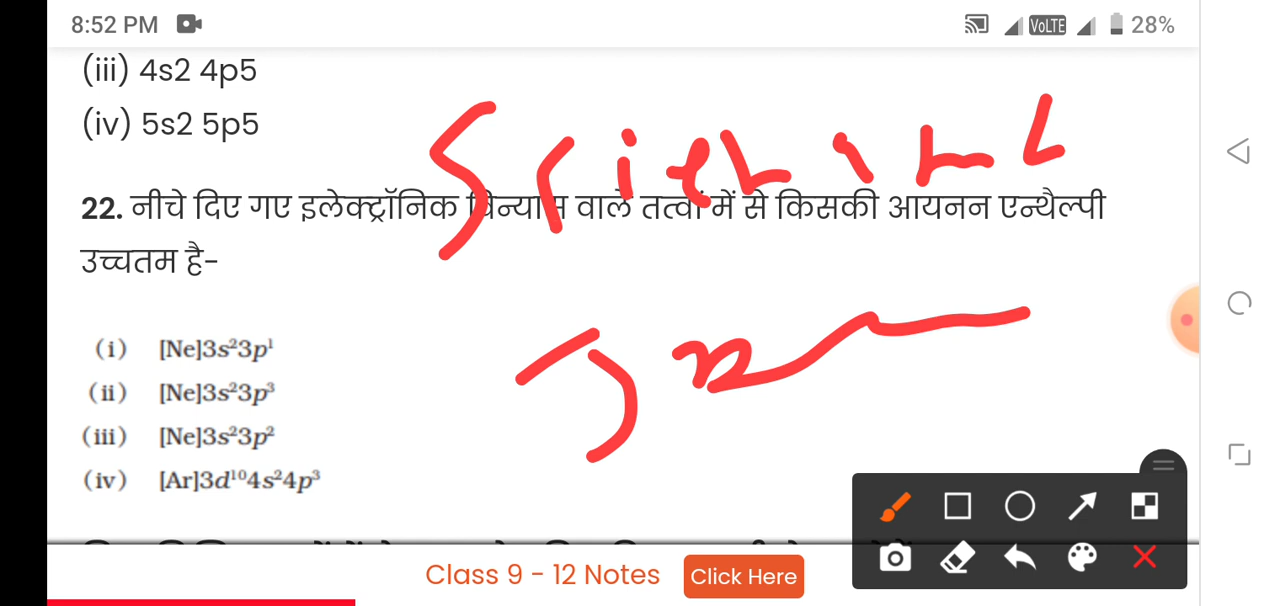 8:52 PM
VoLTE
28%
(iii) 4s2 4p5
(iv) 5s2 5p5
22. नीचे दिए गए इलेक्ट्रॉनिक विन्यास वाले तत्वों में से किसकी आयनन एन्थैल्पी
उच्चतम है-
(i) [Ne]3s²3p¹
(ii) [Ne]3s²3p³
(iii) [Ne]3s²3p²
(iv) [Ar]3d¹⁰4s²4p³
Class 9 - 12 Notes
Click Here